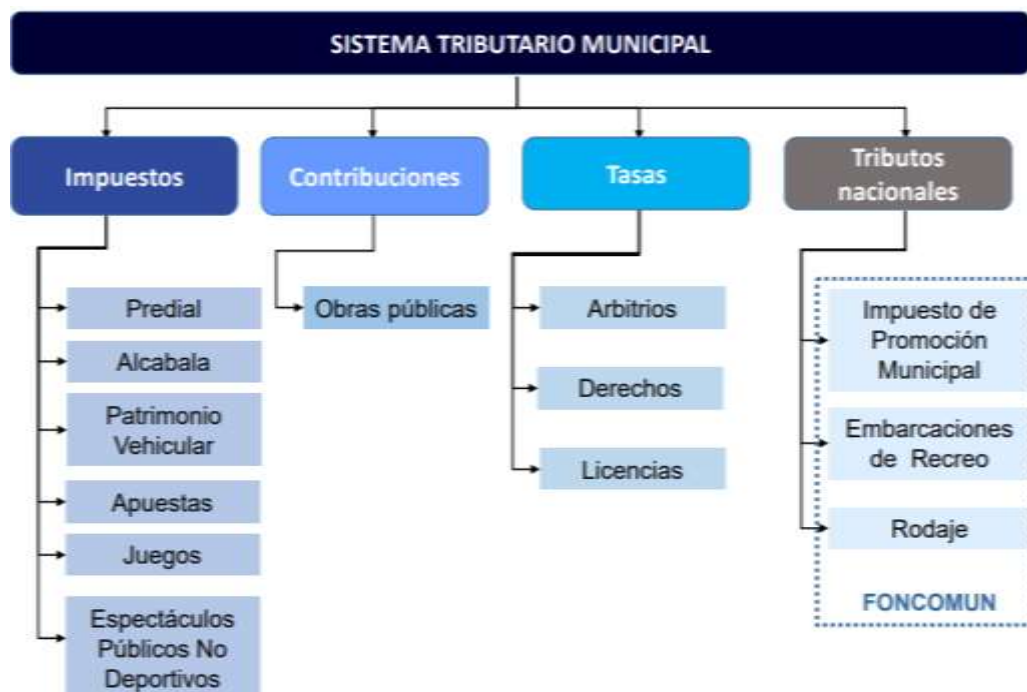 SISTEMA TRIBUTARIO MUNICIPAL
Impuestos
Predial
Alcabala
Patrimonio
Vehicular
Apuestas
Juegos
Espectáculos
Públicos No
Deportivos
Contribuciones
Obras públicas
Tasas
Arbitrios
Derechos
Licencias
Tributos
nacionales
Impuesto de
Promoción
Municipal
Embarcaciones
de Recreo
Rodaje
FONCOMUN